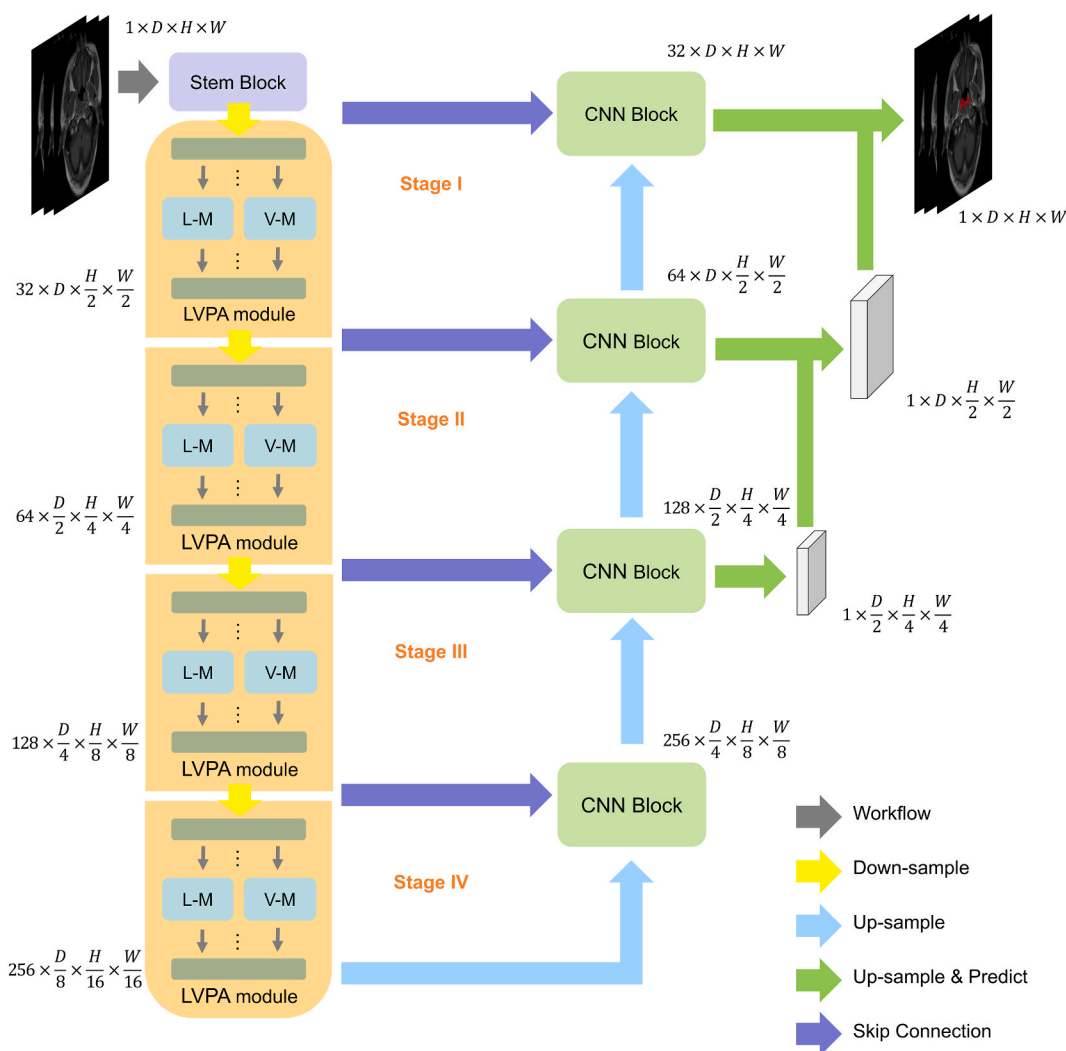 1 × D × H × W
Stem Block
L-M V-M
32 × D × H/2 × W/2
LVPA module
L-M V-M
64 × D/2 × H/4 × W/4
LVPA module
L-M V-M
128 × D/4 × H/8 × W/8
LVPA module
L-M V-M
256 × D/8 × H/16 × W/16
LVPA module
Stage I
Stage II
Stage III
Stage IV
32 × D × H × W
CNN Block
64 × D × H/2 × W/2
CNN Block
128 × D/2 × H/4 × W/4
CNN Block
256 × D/4 × H/8 × W/8
CNN Block
1 × D × H × W
1 × D × H/2 × W/2
1 × D/2 × H/4 × W/4
Workflow
Down-sample
Up-sample
Up-sample & Predict
Skip Connection